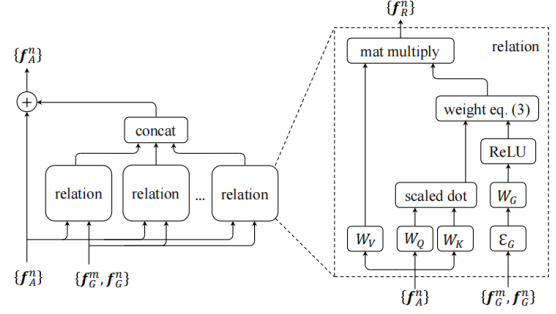 {f_A^n}
+
concat
relation
relation
...
relation
{f_A^n}
{f_G^m, f_G^n}
{f_R^n}
mat multiply
relation
weight eq. (3)
ReLU
scaled dot
W_G
W_V
W_Q
W_K
ε_G
{f_A^n}
{f_G^m, f_G^n}